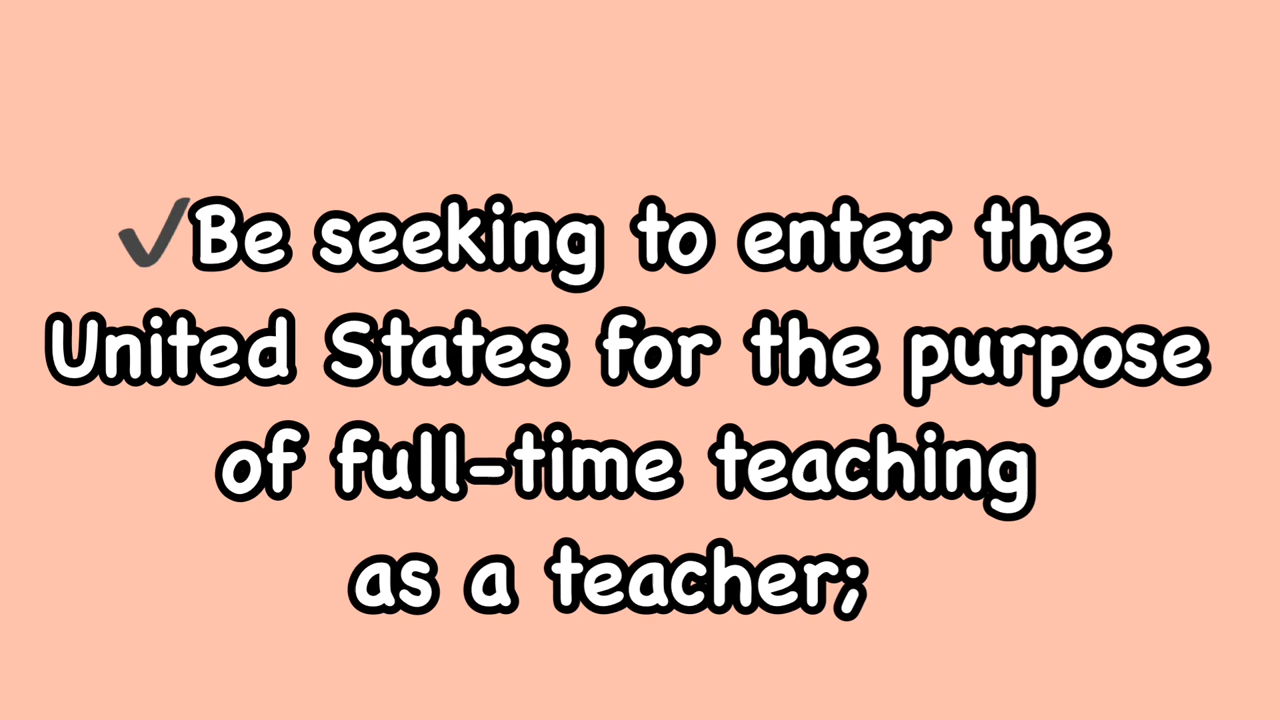 ✔Be seeking to enter the
United States for the purpose
of full-time teaching
as a teacher;